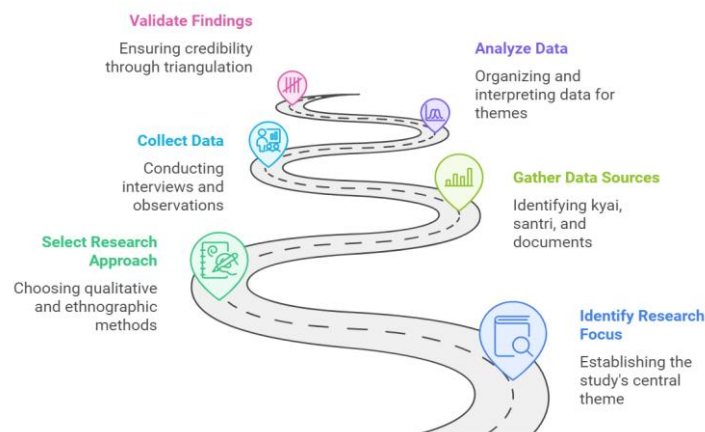 Validate Findings
Ensuring credibility
through triangulation
Analyze Data
Organizing and
interpreting data for
themes
Collect Data
Conducting
interviews and
observations
Gather Data Sources
Identifying kyai,
santri, and
documents
Select Research
Approach
Choosing qualitative
and ethnographic
methods
Identify Research
Focus
Establishing the
study's central
theme